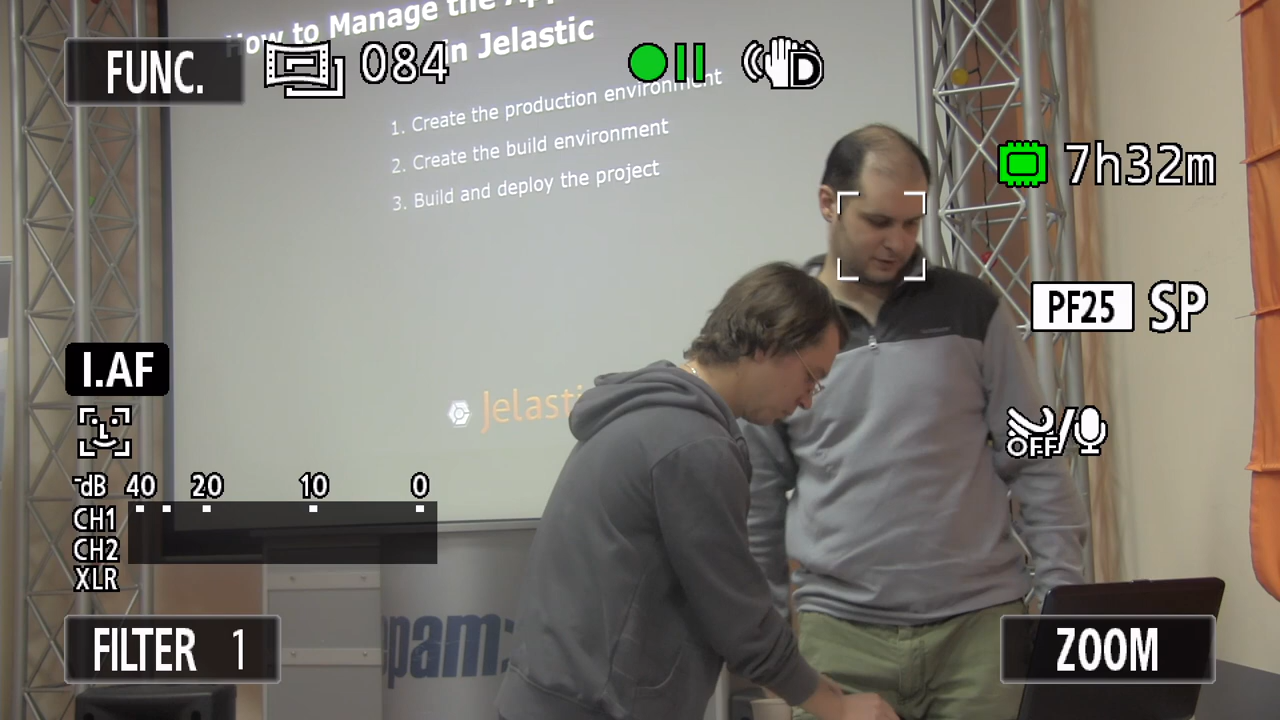 How to Manage the App
in Jelastic
1. Create the production environment
2. Create the build environment
3. Build and deploy the project
Jelasti
FUNC.
084
D
7h32m
PF25 SP
I.AF
OFF
-dB 40 20 10 0
CH1
CH2
XLR
FILTER 1
ZOOM
pam: